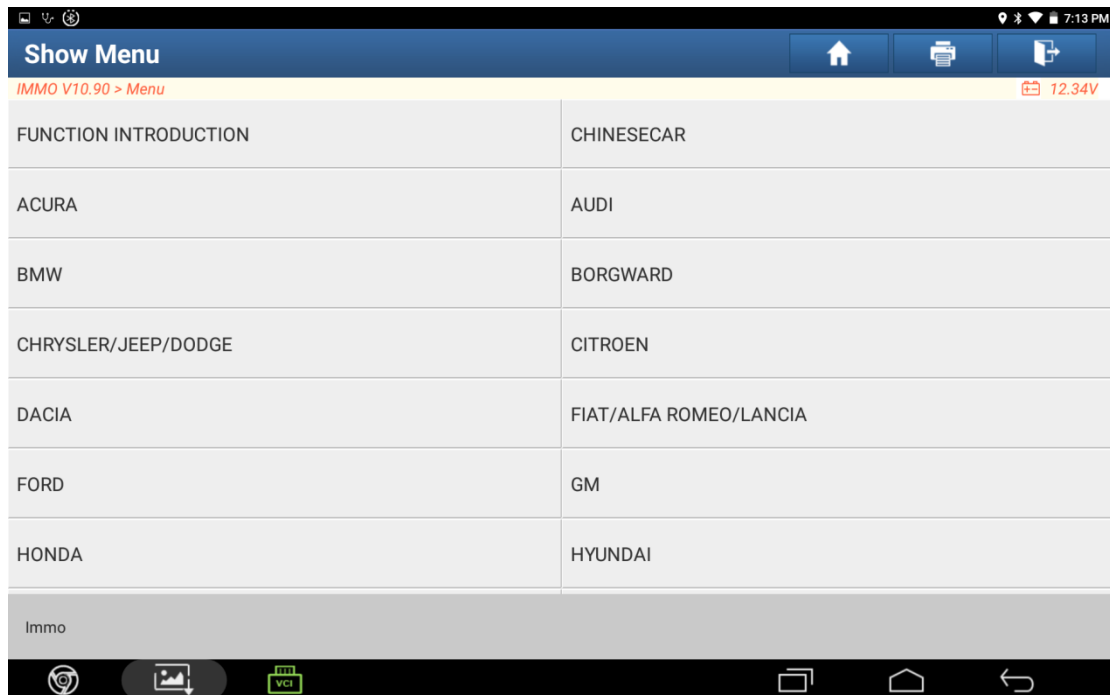 7:13 PM
Show Menu
IMMO V10.90 > Menu
12.34V
FUNCTION INTRODUCTION
CHINESECAR
ACURA
AUDI
BMW
BORGWARD
CHRYSLER/JEEP/DODGE
CITROEN
DACIA
FIAT/ALFA ROMEO/LANCIA
FORD
GM
HONDA
HYUNDAI
Immo
VCI